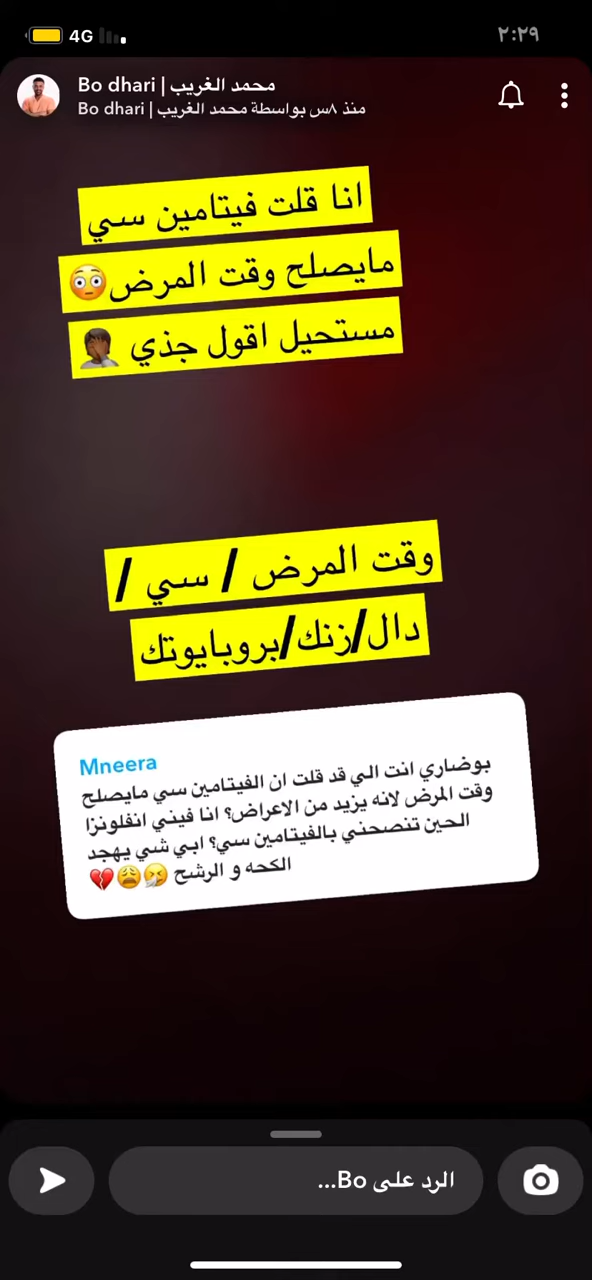 4G
٢:٢٩
Bo dhari | محمد الغريب
منذ ٨س بواسطة محمد الغريب | Bo dhari
انا قلت فيتامين سي
مايصلح وقت المرض😳
مستحيل اقول جذي 🤦🏾
وقت المرض / سي /
دال/زنك/بروبايوتك
Mneera
بوضاري انت الي قد قلت ان الفيتامين سي مايصلح
وقت المرض لانه يزيد من الاعراض؟ انا فيني انفلونزا
الحين تنصحني بالفيتامين سي؟ ابي شي يهجد
الكحه و الرشح 🤧😩💔
الرد على Bo...